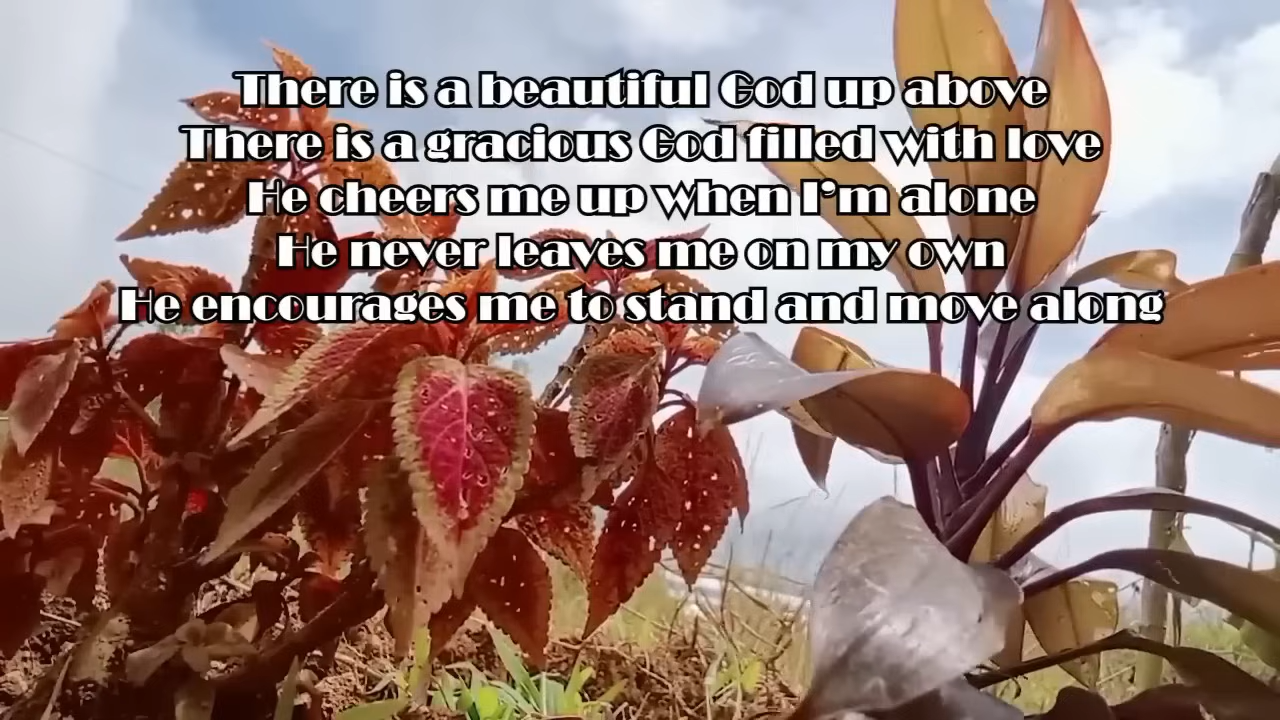 There is a beautiful God up above
There is a gracious God filled with love
He cheers me up when I'm alone
He never leaves me on my own
He encourages me to stand and move along